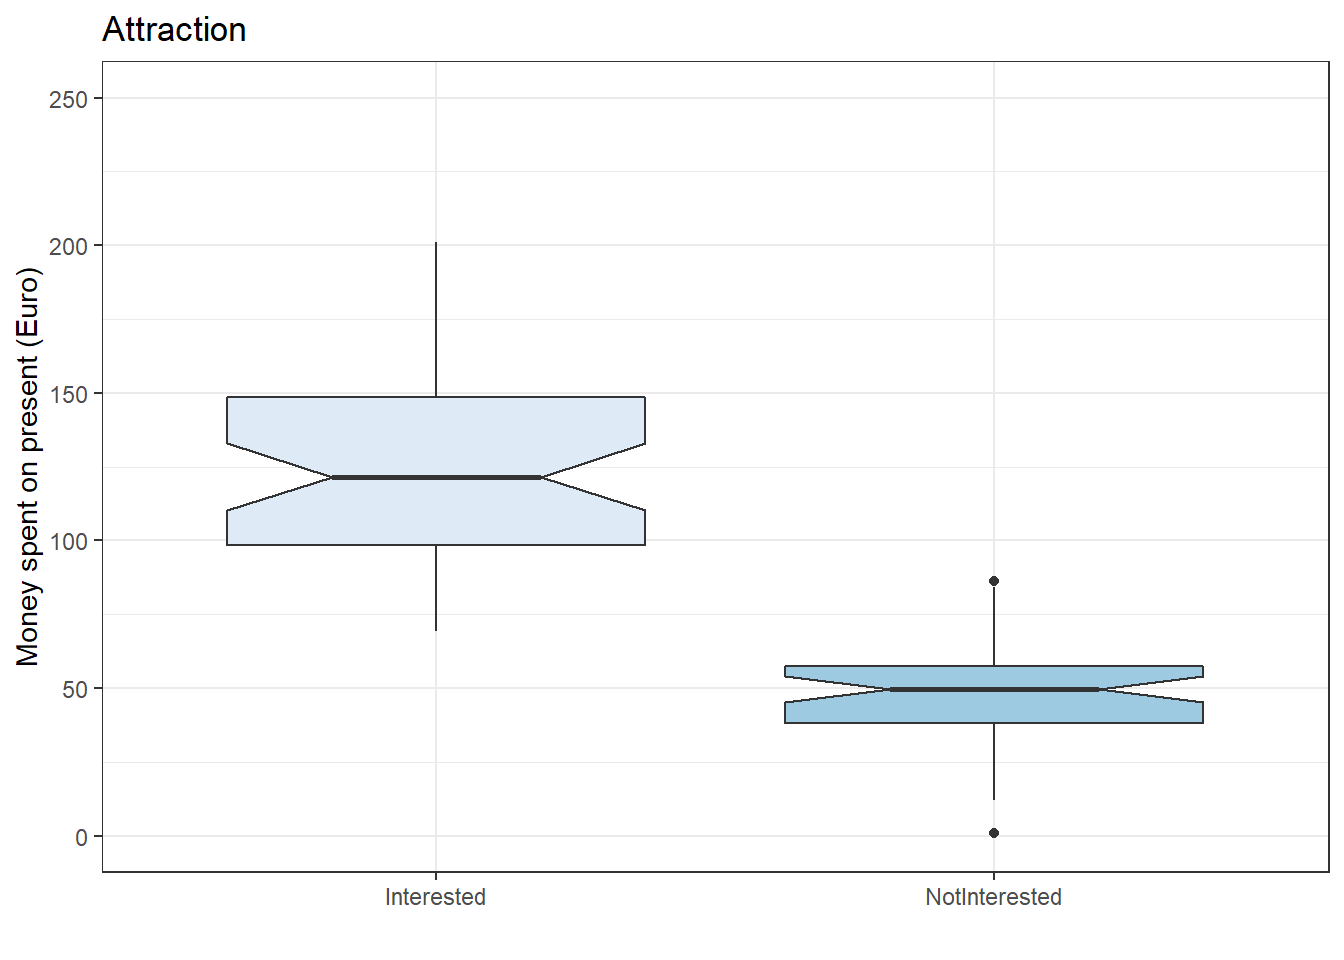 Attraction
Money spent on present (Euro)
250
200
150
100
50
0
Interested
NotInterested